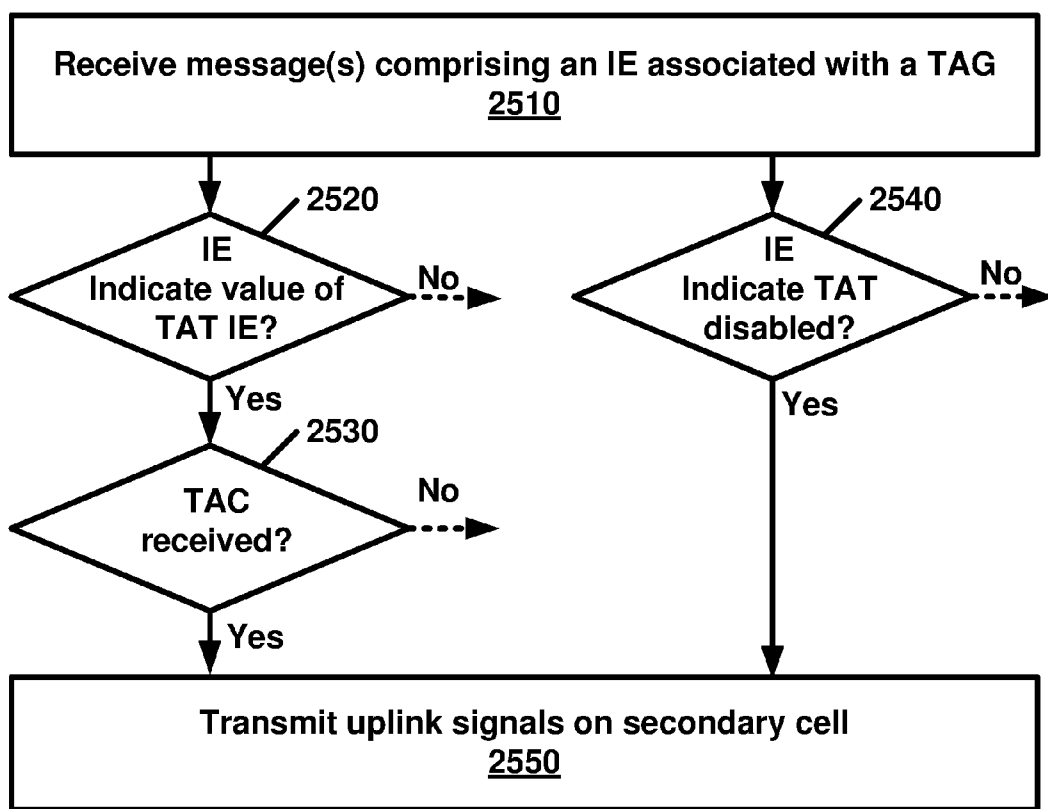 Receive message(s) comprising an IE associated with a TAG
2510
2520
IE
Indicate value of
TAT IE?
No
Yes
2530
TAC
received?
No
Yes
2540
IE
Indicate TAT
disabled?
No
Yes
Transmit uplink signals on secondary cell
2550